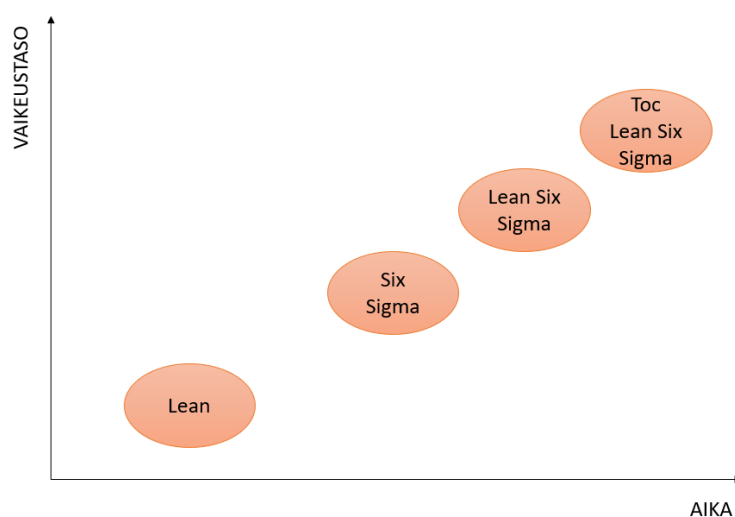 VAIKEUSTASO
Toc
Lean Six
Sigma
Lean Six
Sigma
Six
Sigma
Lean
AIKA